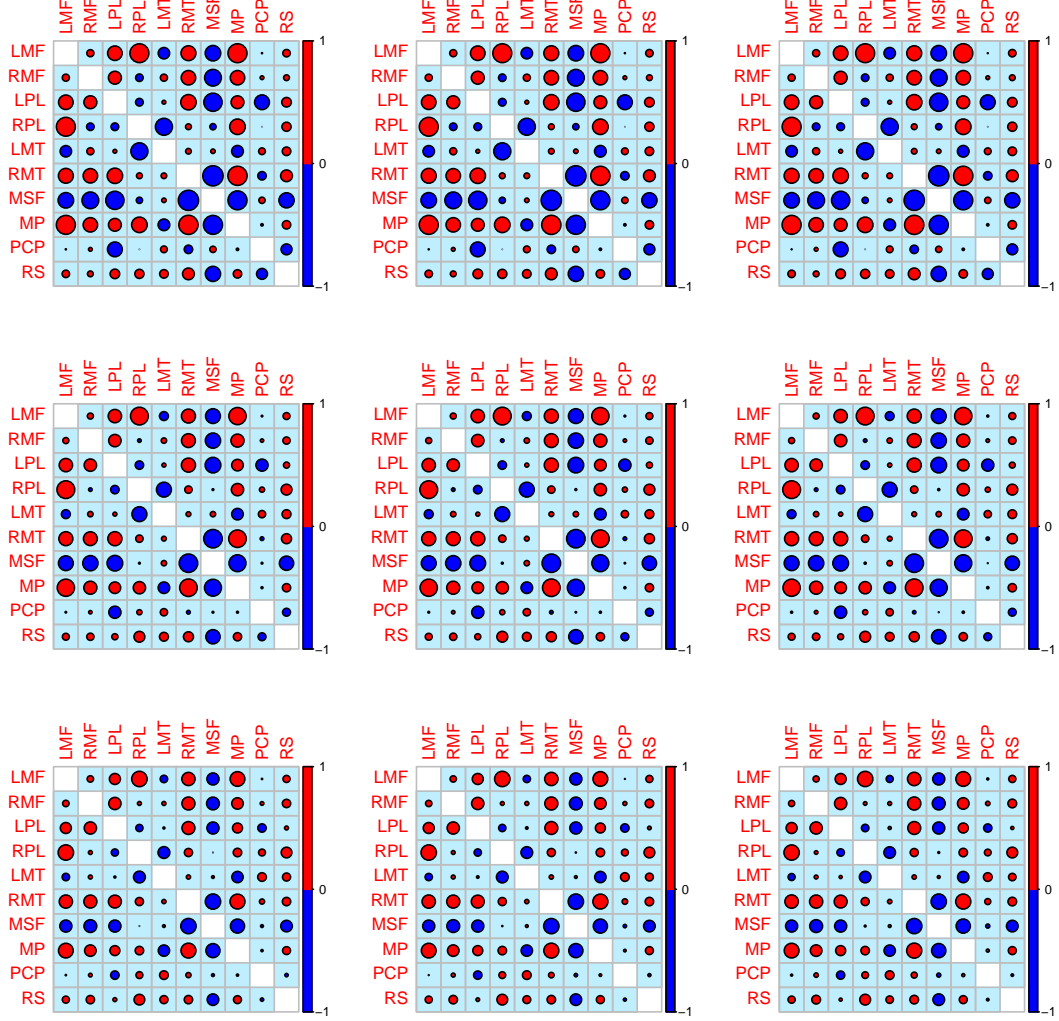 LMF RMF LPL RPL LMT RMT MSF MP PCP RS
LMF
RMF
LPL
RPL
LMT
RMT
MSF
MP
PCP
RS
1
0
−1
LMF RMF LPL RPL LMT RMT MSF MP PCP RS
LMF
RMF
LPL
RPL
LMT
RMT
MSF
MP
PCP
RS
1
0
−1
LMF RMF LPL RPL LMT RMT MSF MP PCP RS
LMF
RMF
LPL
RPL
LMT
RMT
MSF
MP
PCP
RS
1
0
−1
LMF RMF LPL RPL LMT RMT MSF MP PCP RS
LMF
RMF
LPL
RPL
LMT
RMT
MSF
MP
PCP
RS
1
0
−1
LMF RMF LPL RPL LMT RMT MSF MP PCP RS
LMF
RMF
LPL
RPL
LMT
RMT
MSF
MP
PCP
RS
1
0
−1
LMF RMF LPL RPL LMT RMT MSF MP PCP RS
LMF
RMF
LPL
RPL
LMT
RMT
MSF
MP
PCP
RS
1
0
−1
LMF RMF LPL RPL LMT RMT MSF MP PCP RS
LMF
RMF
LPL
RPL
LMT
RMT
MSF
MP
PCP
RS
1
0
−1
LMF RMF LPL RPL LMT RMT MSF MP PCP RS
LMF
RMF
LPL
RPL
LMT
RMT
MSF
MP
PCP
RS
1
0
−1
LMF RMF LPL RPL LMT RMT MSF MP PCP RS
LMF
RMF
LPL
RPL
LMT
RMT
MSF
MP
PCP
RS
1
0
−1